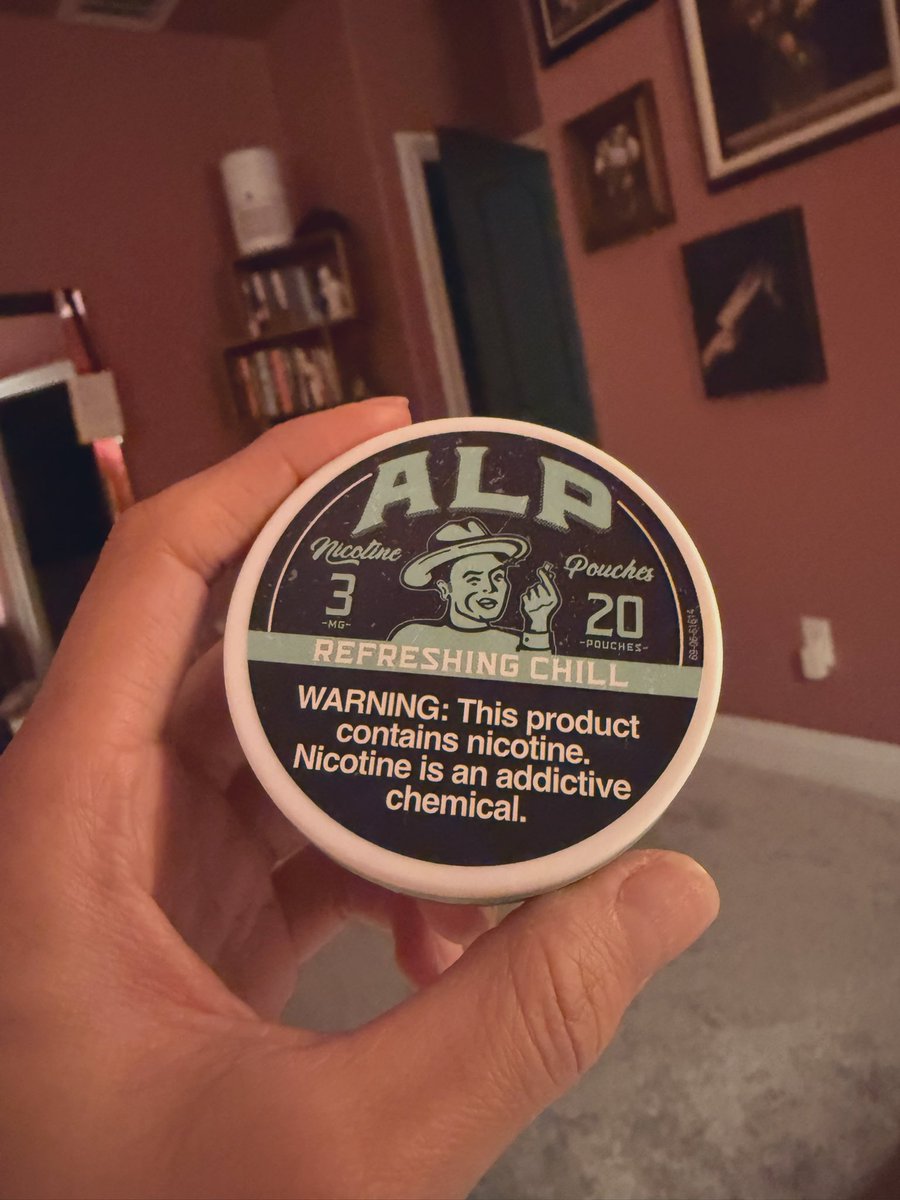 ALP
Nicotine
3
-MG-
Pouches
20
-POUCHES-
REFRESHING CHILL
WARNING: This product
contains nicotine.
Nicotine is an addictive
chemical.